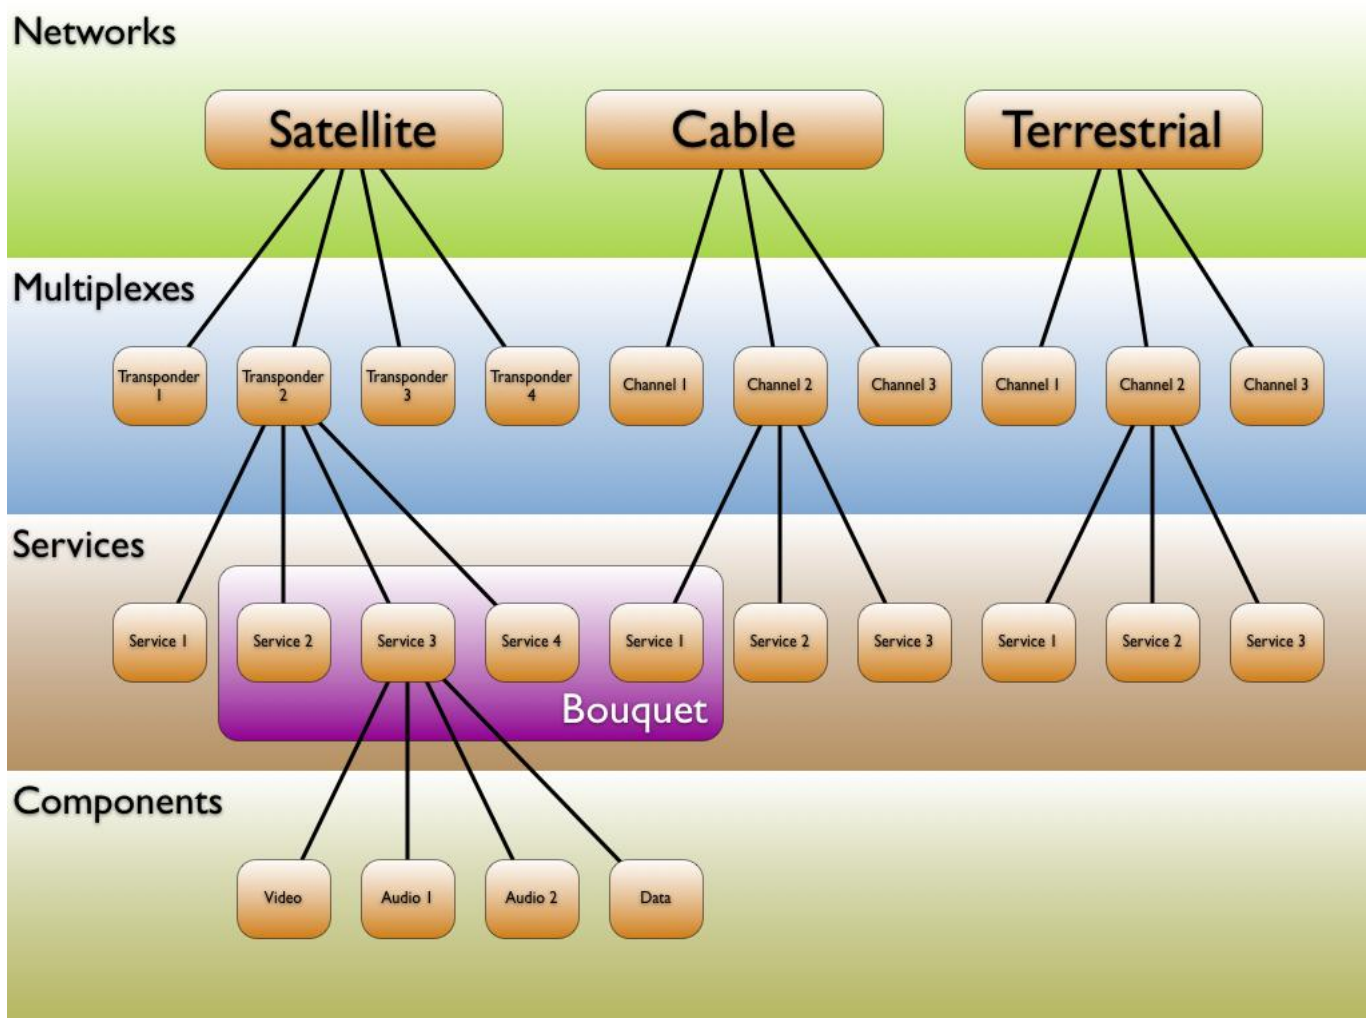 Networks
Satellite
Cable
Terrestrial
Multiplexes
Transponder
1
Transponder
2
Transponder
3
Transponder
4
Channel 1
Channel 2
Channel 3
Channel 1
Channel 2
Channel 3
Services
Service 1
Service 2
Service 3
Service 4
Service 1
Service 2
Service 3
Service 1
Service 2
Service 3
Bouquet
Components
Video
Audio 1
Audio 2
Data